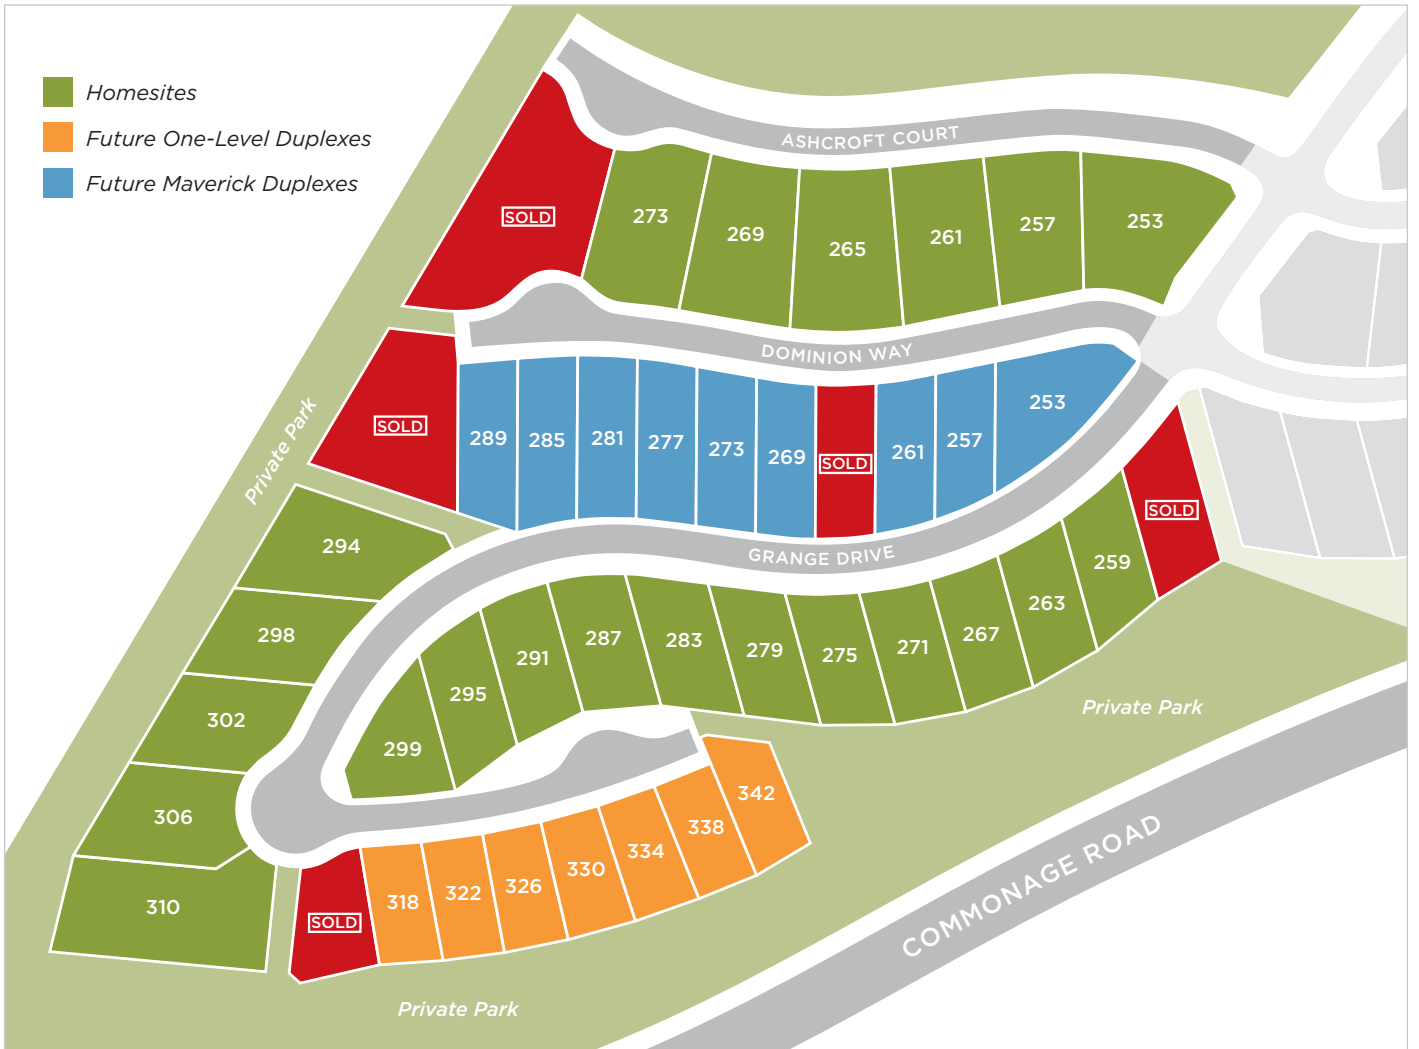 Homesites
Future One-Level Duplexes
Future Maverick Duplexes
ASHCROFT COURT
SOLD
273
269
265
261
257
253
DOMINION WAY
Private Park
SOLD
289
285
281
277
273
269
SOLD
261
257
253
SOLD
GRANGE DRIVE
294
298
302
306
310
299
295
291
287
283
279
275
271
267
263
259
Private Park
SOLD
318
322
326
330
334
338
342
COMMONAGE ROAD
Private Park